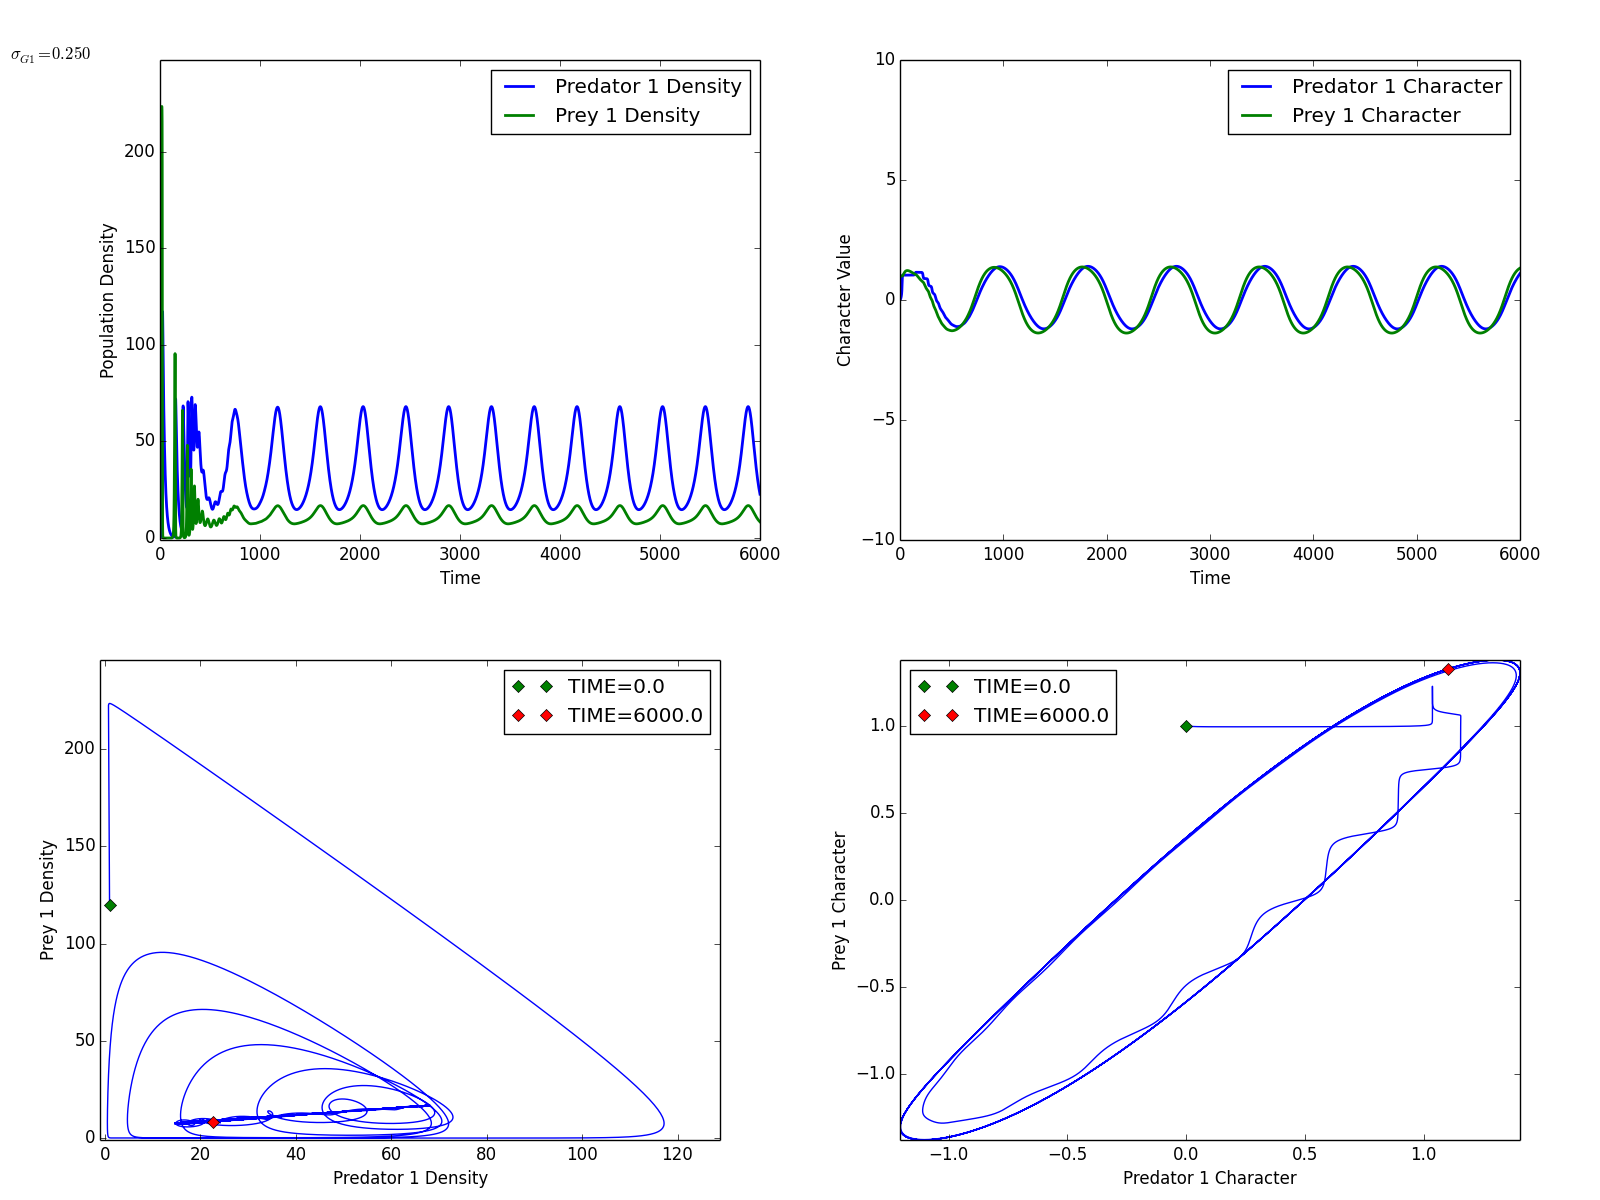 σG1=0.250
Predator 1 Density
Prey 1 Density
200
150
100
50
0
Population Density
0 1000 2000 3000 4000 5000 6000
Time
Predator 1 Character
Prey 1 Character
10
5
0
−5
−10
Character Value
0 1000 2000 3000 4000 5000 6000
Time
TIME=0.0
TIME=6000.0
200
150
100
50
0
Prey 1 Density
0 20 40 60 80 100 120
Predator 1 Density
TIME=0.0
TIME=6000.0
1.0
0.5
0.0
−0.5
−1.0
Prey 1 Character
−1.0 −0.5 0.0 0.5 1.0
Predator 1 Character